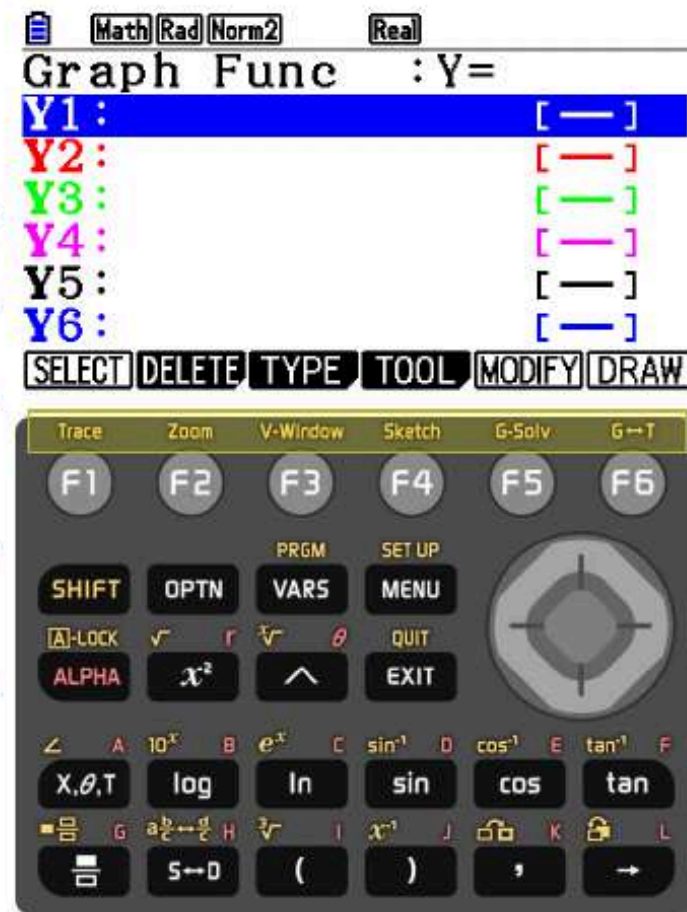 Math Rad Norm2 Real
Graph Func :Y=
Y1: [—]
Y2: [—]
Y3: [—]
Y4: [—]
Y5: [—]
Y6: [—]
SELECT DELETE TYPE TOOL MODIFY DRAW
Trace Zoom V-Window Sketch G-Solv G↔T
F1 F2 F3 F4 F5 F6
PRGM SET UP
SHIFT OPTN VARS MENU
A-LOCK √ r ˣ√ θ QUIT
ALPHA x² ^ EXIT
∠ A 10ˣ B eˣ C sin⁻¹ D cos⁻¹ E tan⁻¹ F
X,θ,T log ln sin cos tan
G a b/c↔d/c H ³√ I x⁻¹ J K L
S↔D ( ) , →